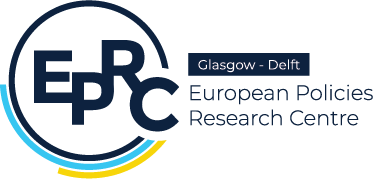 EPRC
Glasgow - Delft
European Policies
Research Centre